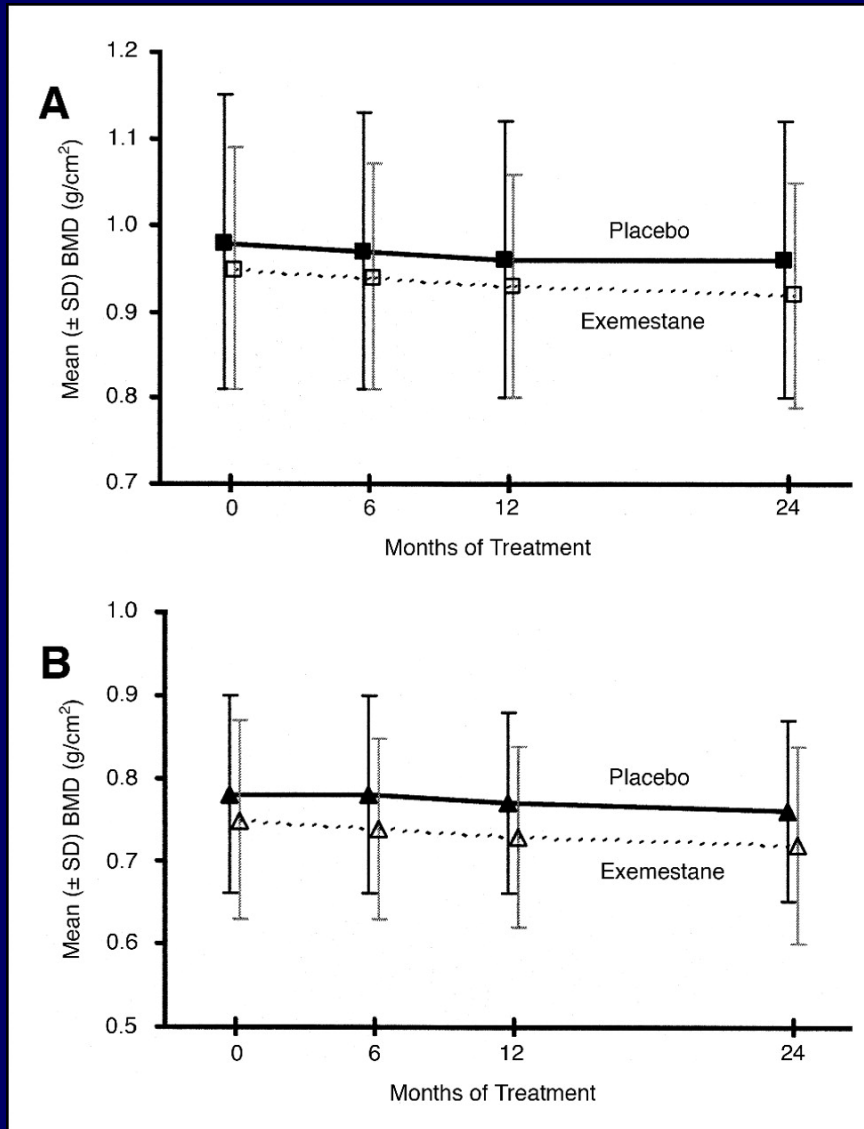 A
Mean (± SD) BMD (g/cm²)
1.2
1.1
1.0
0.9
0.8
0.7
Placebo
Exemestane
0 6 12 24
Months of Treatment
B
Mean (± SD) BMD (g/cm²)
1.0
0.9
0.8
0.7
0.6
0.5
Placebo
Exemestane
0 6 12 24
Months of Treatment